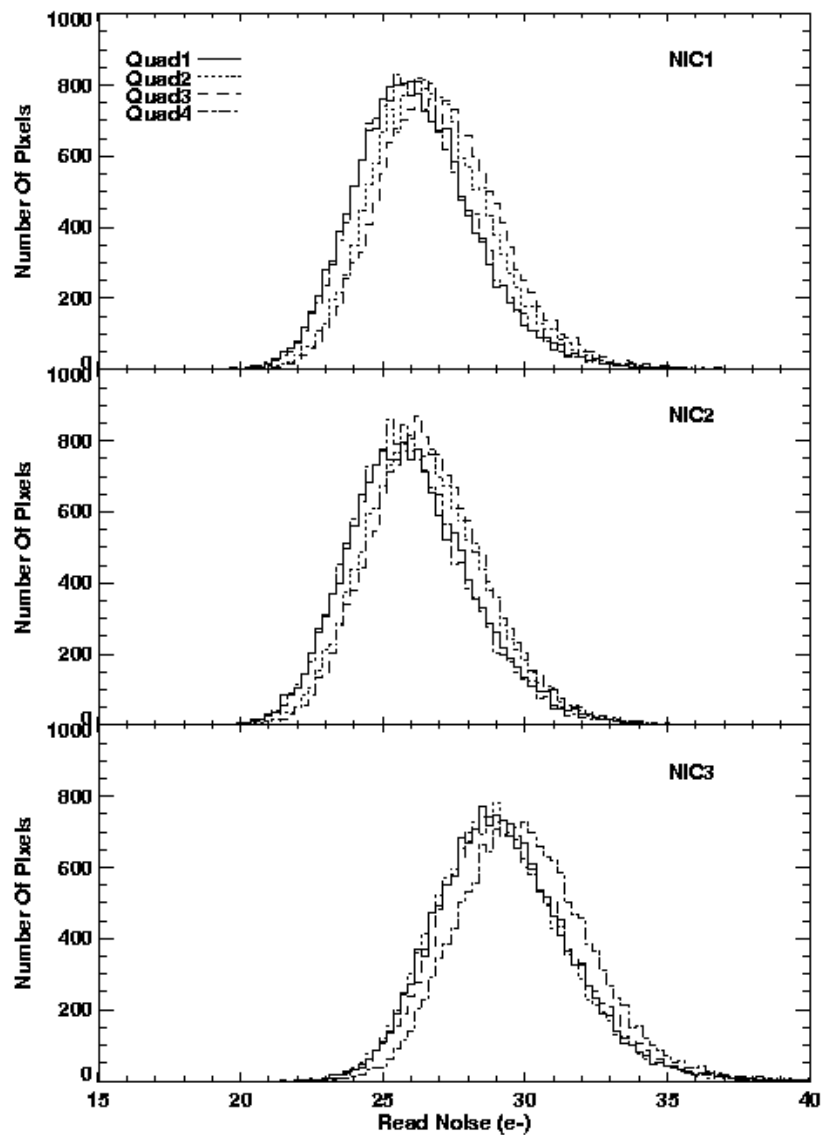 1000
800
600
400
200
0
Number Of Pixels
Quad1
Quad2
Quad3
Quad4
NIC1
1000
800
600
400
200
0
Number Of Pixels
NIC2
1000
800
600
400
200
0
Number Of Pixels
NIC3
15 20 25 30 35 40
Read Noise (e-)